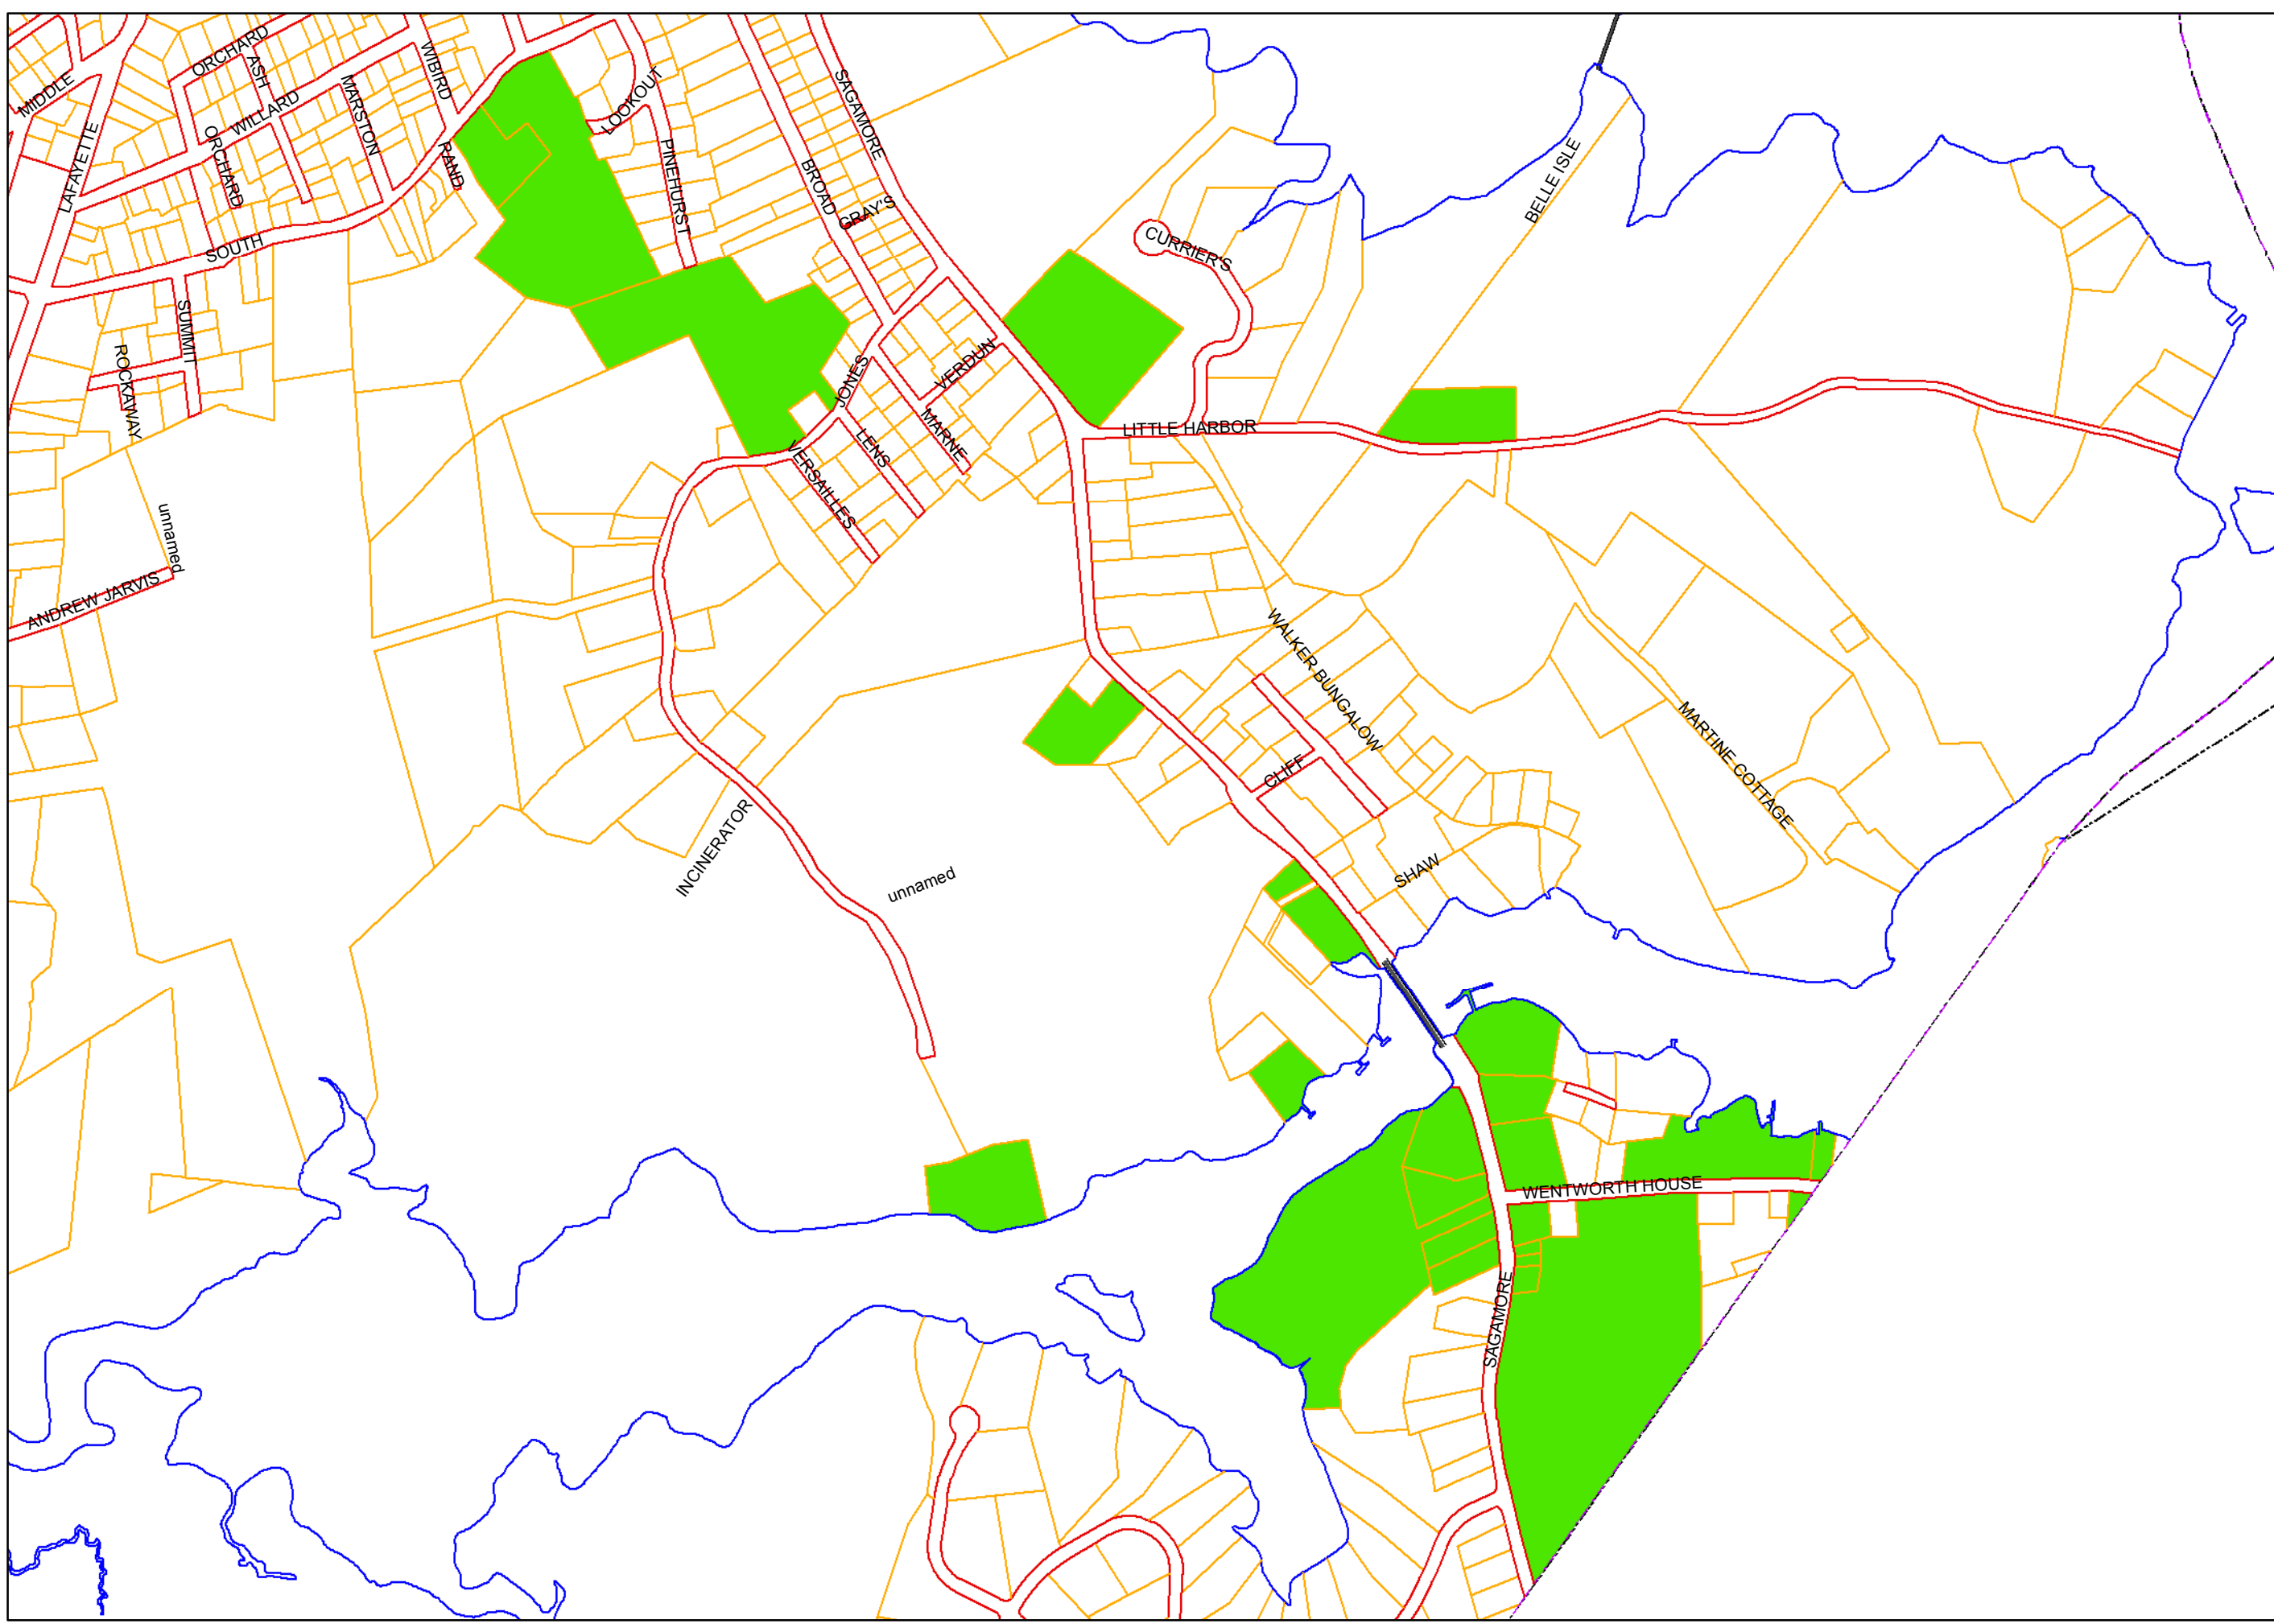 ORCHARD
ASH
MIDDLE
WILLARD
MARSTON
WIBIRD
LOOKOUT
SAGAMORE
LAFAYETTE
ORCHARD
RAND
PINEHURST
BROAD
GRAY'S
BELLE ISLE
SOUTH
CURRIER'S
SUMMIT
ROCKAWAY
JONES
VERDUN
MARNE
LITTLE HARBOR
LENS
VERSAILLES
unnamed
ANDREW JARVIS
WALKER BUNGALOW
MARTINE COTTAGE
CLIFF
INCINERATOR
unnamed
SHAW
WENTWORTH HOUSE
SAGAMORE